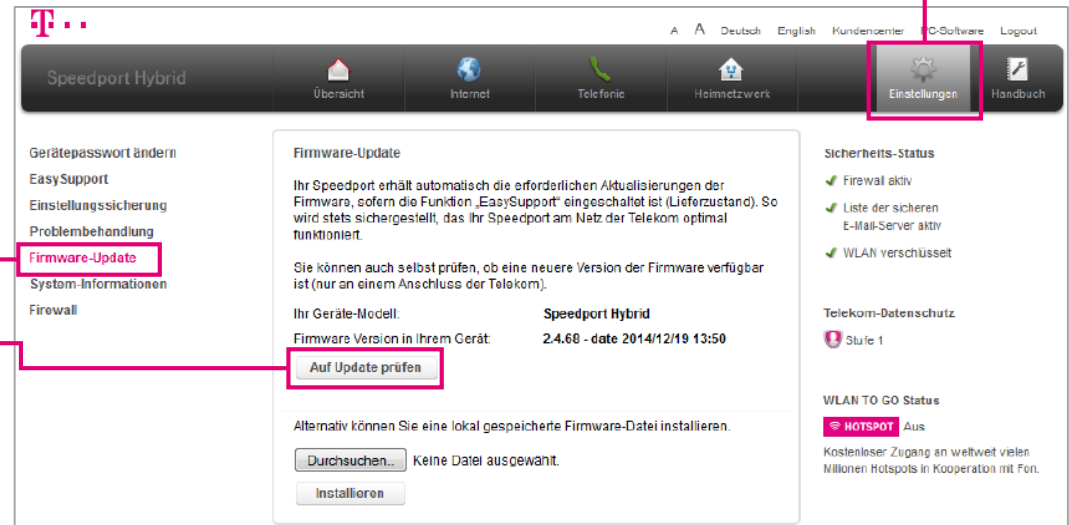 T
A A Deutsch English Kundencenter PC-Software Logout
Speedport Hybrid
Übersicht
Internet
Telefonie
Heimnetzwerk
Einstellungen
Handbuch
Gerätepasswort ändern
EasySupport
Einstellungssicherung
Problembehandlung
Firmware-Update
System-Informationen
Firewall
Firmware-Update
Ihr Speedport erhält automatisch die erforderlichen Aktualisierungen der
Firmware, sofern die Funktion „EasySupport“ eingeschaltet ist (Lieferzustand). So
wird stets sichergestellt, das Ihr Speedport am Netz der Telekom optimal
funktioniert.
Sie können auch selbst prüfen, ob eine neuere Version der Firmware verfügbar
ist (nur an einem Anschluss der Telekom).
Ihr Geräte-Modell: Speedport Hybrid
Firmware Version in Ihrem Gerät: 2.4.68 - date 2014/12/19 13:50
Auf Update prüfen
Alternativ können Sie eine lokal gespeicherte Firmware-Datei installieren.
Durchsuchen.. Keine Datei ausgewählt.
Installieren
Sicherheits-Status
Firewall aktiv
Liste der sicheren
E-Mail-Server aktiv
WLAN verschlüsselt
Telekom-Datenschutz
Stufe 1
WLAN TO GO Status
HOTSPOT Aus
Kostenloser Zugang an weltweit vielen
Millionen Hotspots in Kooperation mit Fon.